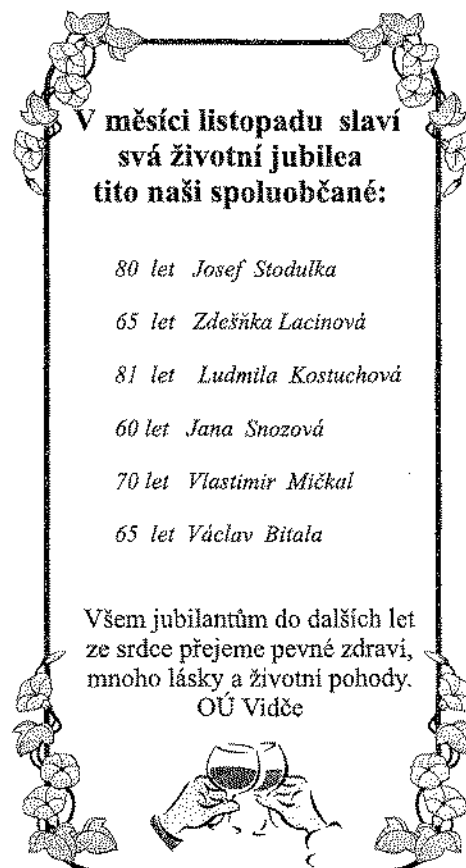 V měsíci listopadu slaví
svá životní jubilea
tito naši spoluobčané:
80 let Josef Stodulka
65 let Zdešňka Lacinová
81 let Ludmila Kostuchová
60 let Jana Snozová
70 let Vlastimír Mičkal
65 let Václav Bitala
Všem jubilantům do dalších let
ze srdce přejeme pevné zdraví,
mnoho lásky a životní pohody.
OÚ Vidče